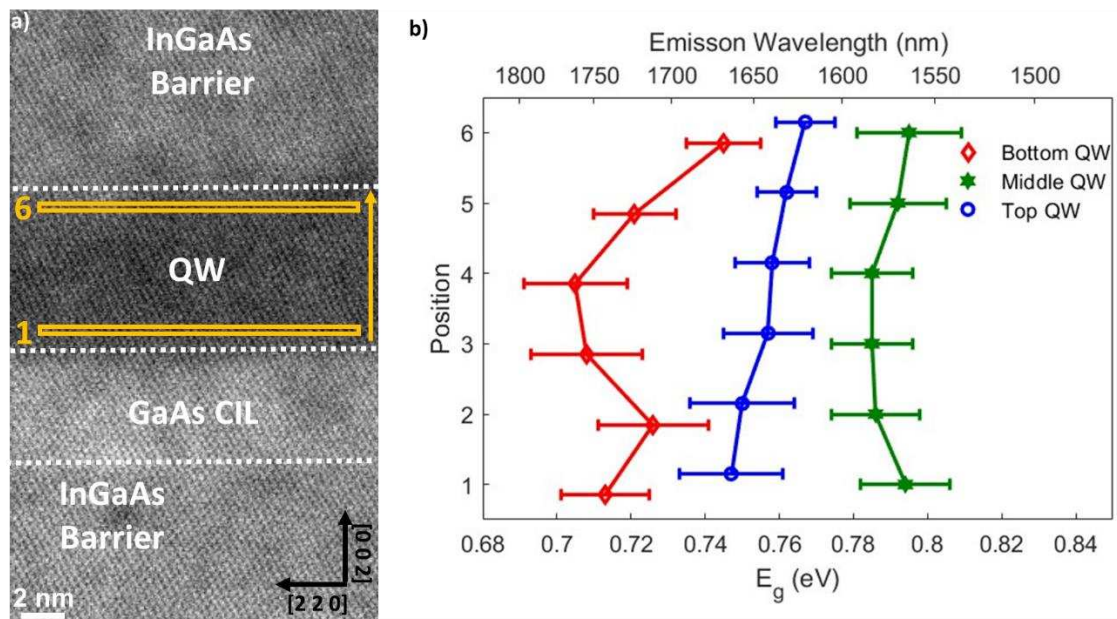 a)
InGaAs
Barrier
6
QW
1
GaAs CIL
InGaAs
Barrier
[0 0 2]
[2 2 0]
2 nm
b)
Emisson Wavelength (nm)
1800 1750 1700 1650 1600 1550 1500
6
5
4
3
2
1
Position
Bottom QW
Middle QW
Top QW
0.68 0.7 0.72 0.74 0.76 0.78 0.8 0.82 0.84
E_g (eV)